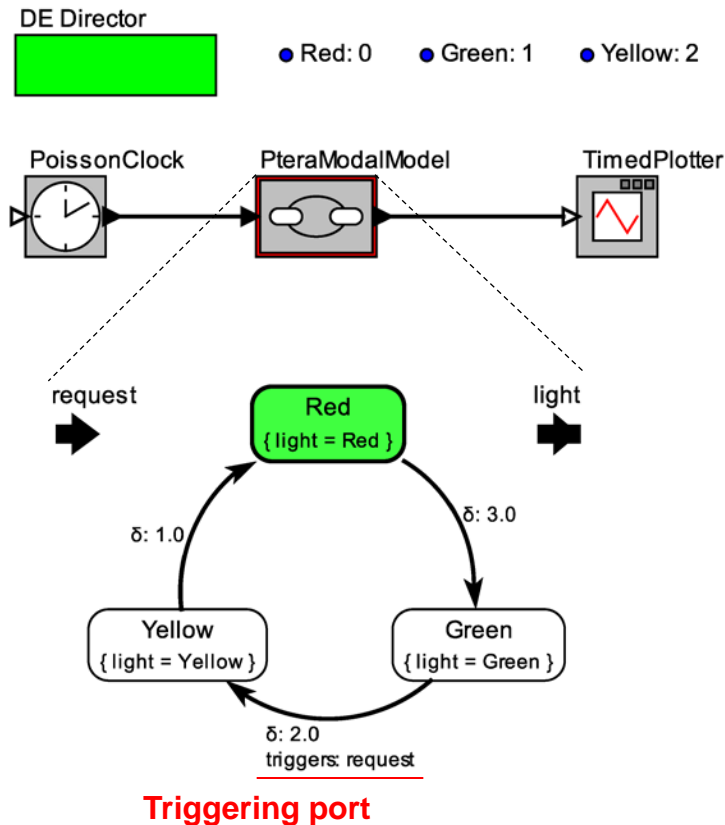 DE Director
Red: 0
Green: 1
Yellow: 2
PoissonClock
PteraModalModel
TimedPlotter
request
light
Red
{ light = Red }
δ: 3.0
δ: 1.0
Yellow
{ light = Yellow }
Green
{ light = Green }
δ: 2.0
triggers: request
Triggering port